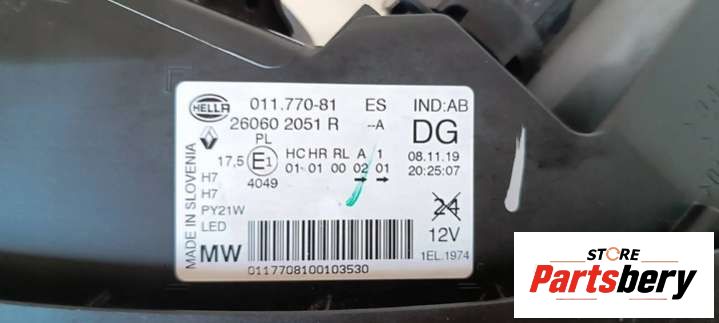 HELLA 011.770-81 ES IND:AB
26060 2051 R --A DG
PL
17,5 E1 HC HR RL A 1 08.11.19
01 01 00 02 01 20:25:07
H7 4049
H7
PY21W 24
LED 12V
MW 1EL.1974
0117708100103530
MADE IN SLOVENIA
STORE
Partsbery